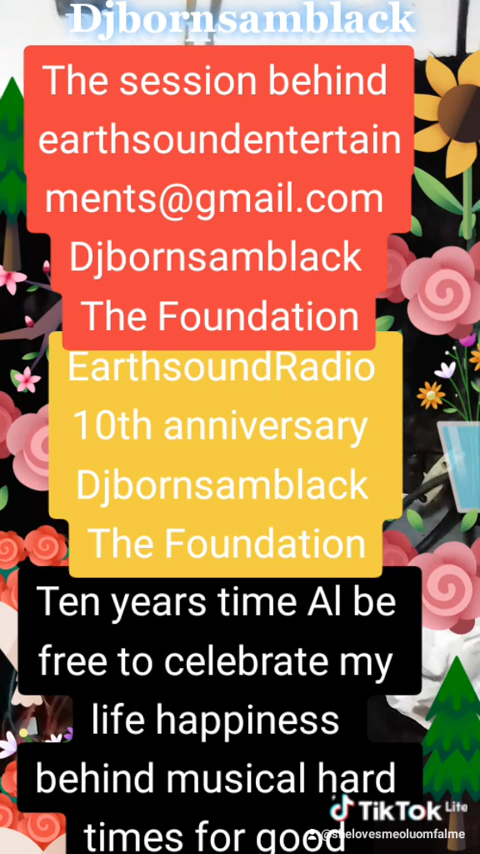 Djbornsamblack
The session behind
earthsoundentertain
ments@gmail.com
Djbornsamblack
The Foundation
EarthsoundRadio
10th anniversary
Djbornsamblack
The Foundation
Ten years time Al be
free to celebrate my
life happiness
behind musical hard
times for good
TikTok Lite
@shelovesmeoluomfalme